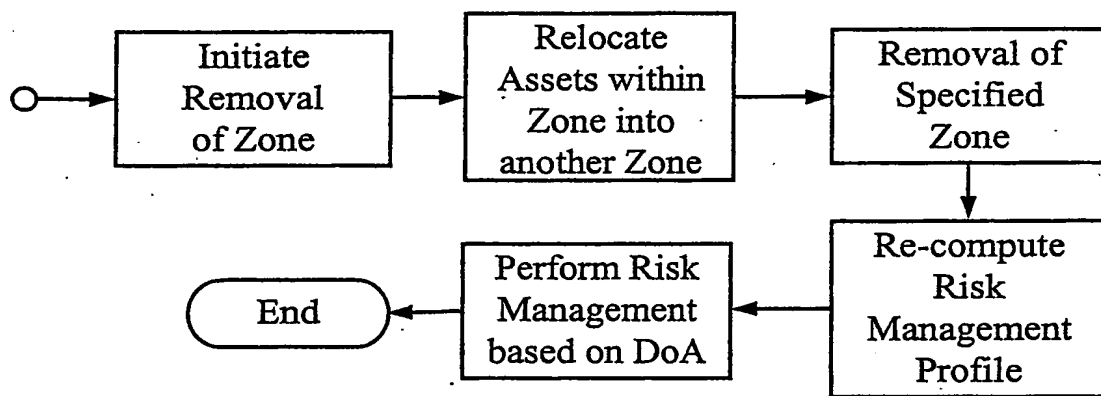 Initiate
Removal
of Zone
Relocate
Assets within
Zone into
another Zone
Removal of
Specified
Zone
Re-compute
Risk
Management
Profile
Perform Risk
Management
based on DoA
End